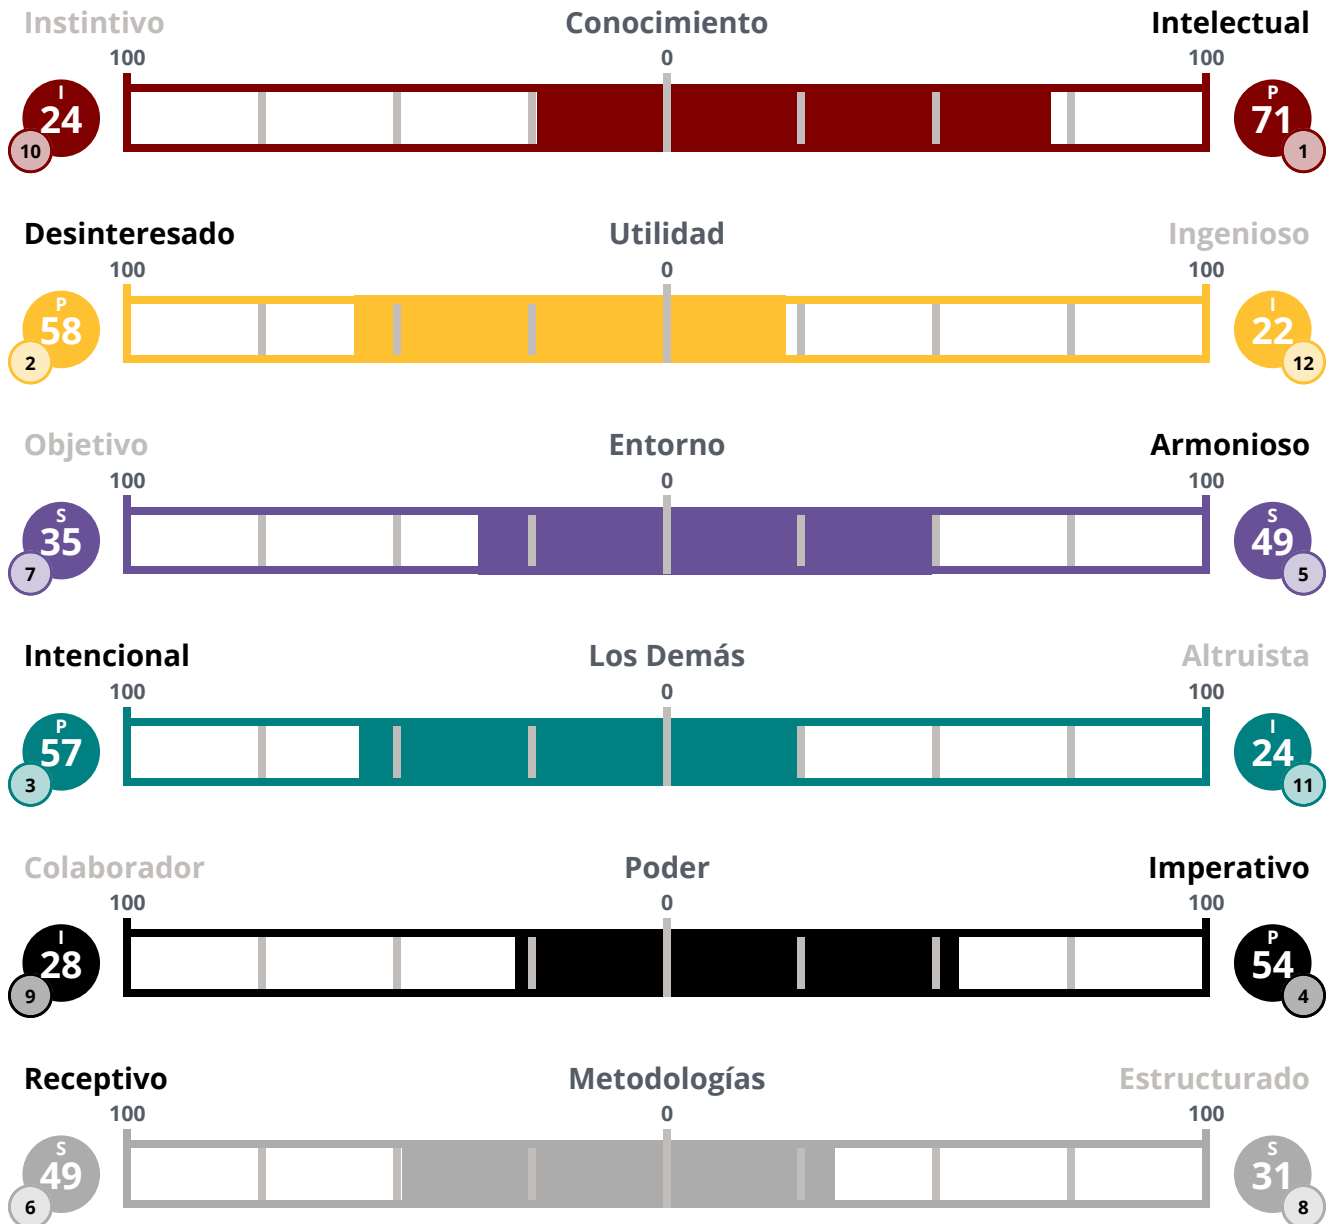 Instintivo Conocimiento Intelectual
100 0 100
I P
24 71
10 1
Desinteresado Utilidad Ingenioso
100 0 100
P I
58 22
2 12
Objetivo Entorno Armonioso
100 0 100
S S
35 49
7 5
Intencional Los Demás Altruista
100 0 100
P I
57 24
3 11
Colaborador Poder Imperativo
100 0 100
I P
28 54
9 4
Receptivo Metodologías Estructurado
100 0 100
S S
49 31
6 8